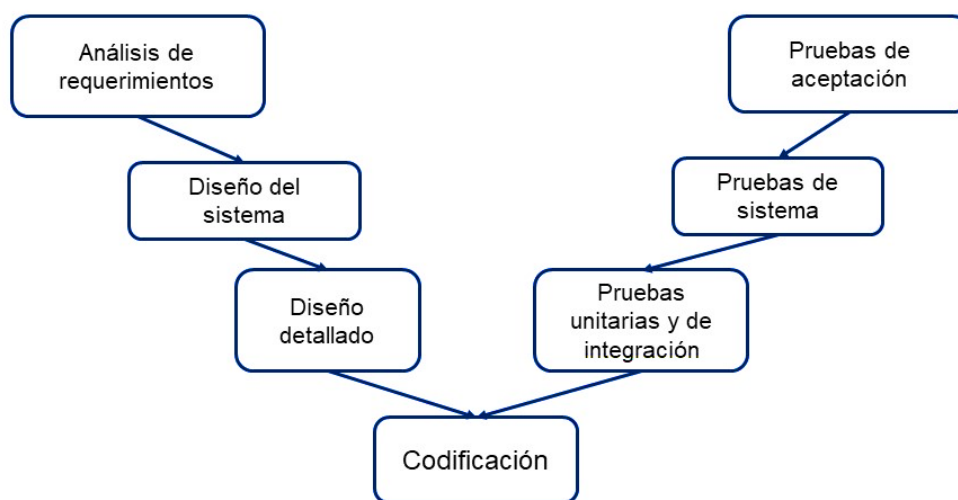 Análisis de
requerimientos
Pruebas de
aceptación
Diseño del
sistema
Pruebas de
sistema
Diseño
detallado
Pruebas
unitarias y de
integración
Codificación